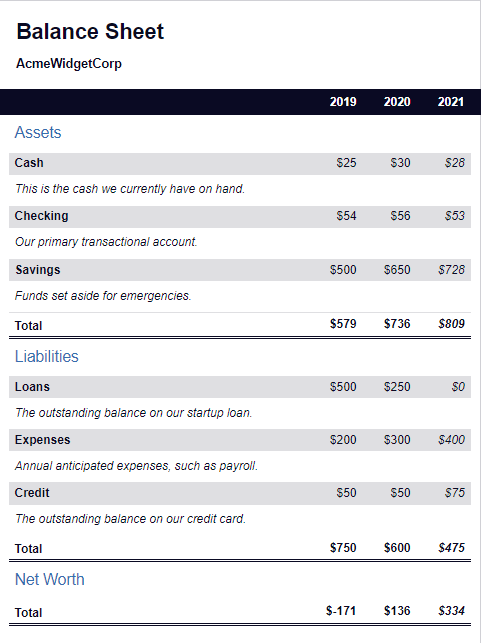 Balance Sheet
AcmeWidgetCorp
2019 2020 2021
Assets
Cash $25 $30 $28
This is the cash we currently have on hand.
Checking $54 $56 $53
Our primary transactional account.
Savings $500 $650 $728
Funds set aside for emergencies.
Total $579 $736 $809
Liabilities
Loans $500 $250 $0
The outstanding balance on our startup loan.
Expenses $200 $300 $400
Annual anticipated expenses, such as payroll.
Credit $50 $50 $75
The outstanding balance on our credit card.
Total $750 $600 $475
Net Worth
Total $-171 $136 $334